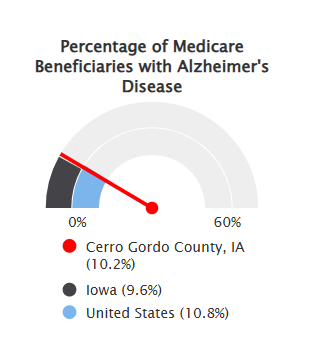 Percentage of Medicare
Beneficiaries with Alzheimer's
Disease
0%
60%
Cerro Gordo County, IA
(10.2%)
Iowa (9.6%)
United States (10.8%)